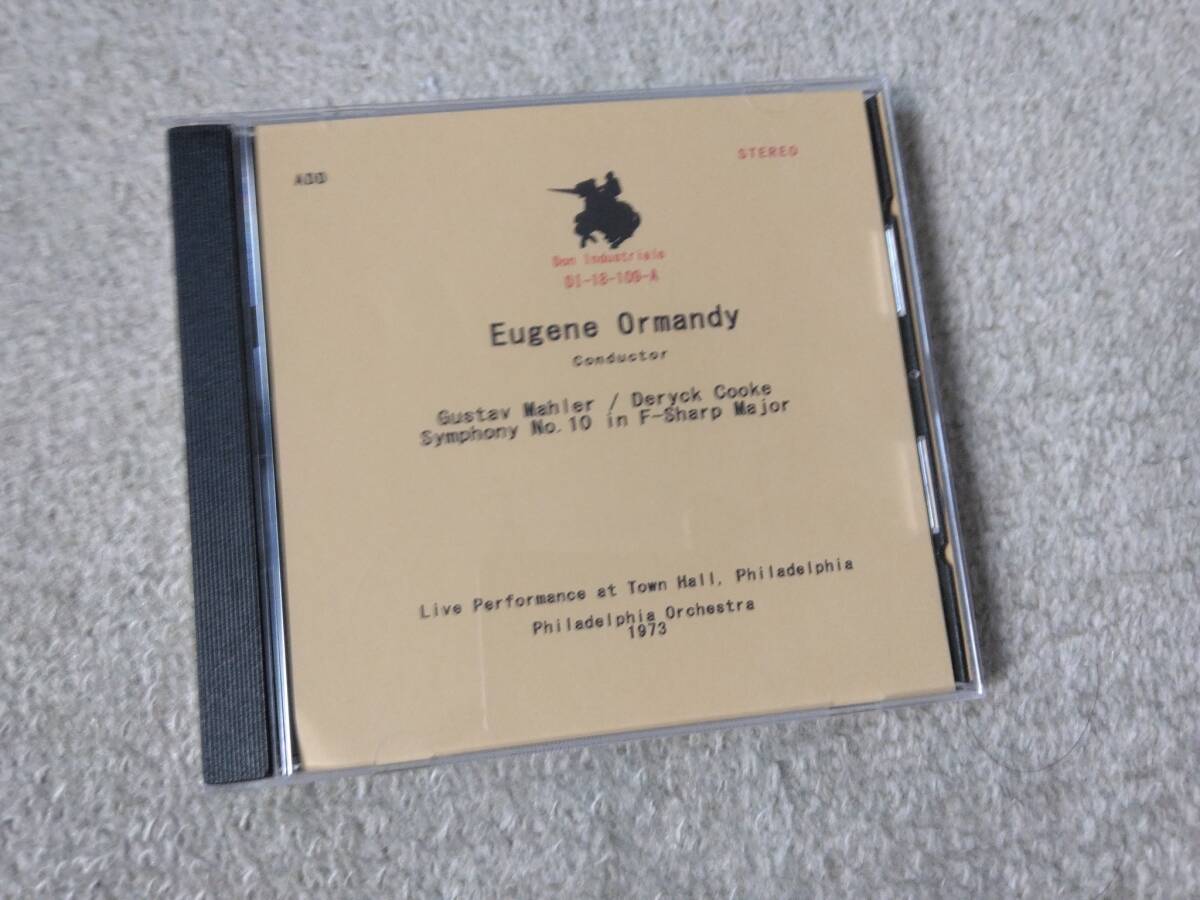 STEREO
ADD
Don Industriale
DI-18-109-A
Eugene Ormandy
Conductor
Gustav Mahler / Deryck Cooke
Symphony No.10 in F-Sharp Major
Live Performance at Town Hall, Philadelphia
Philadelphia Orchestra
1973